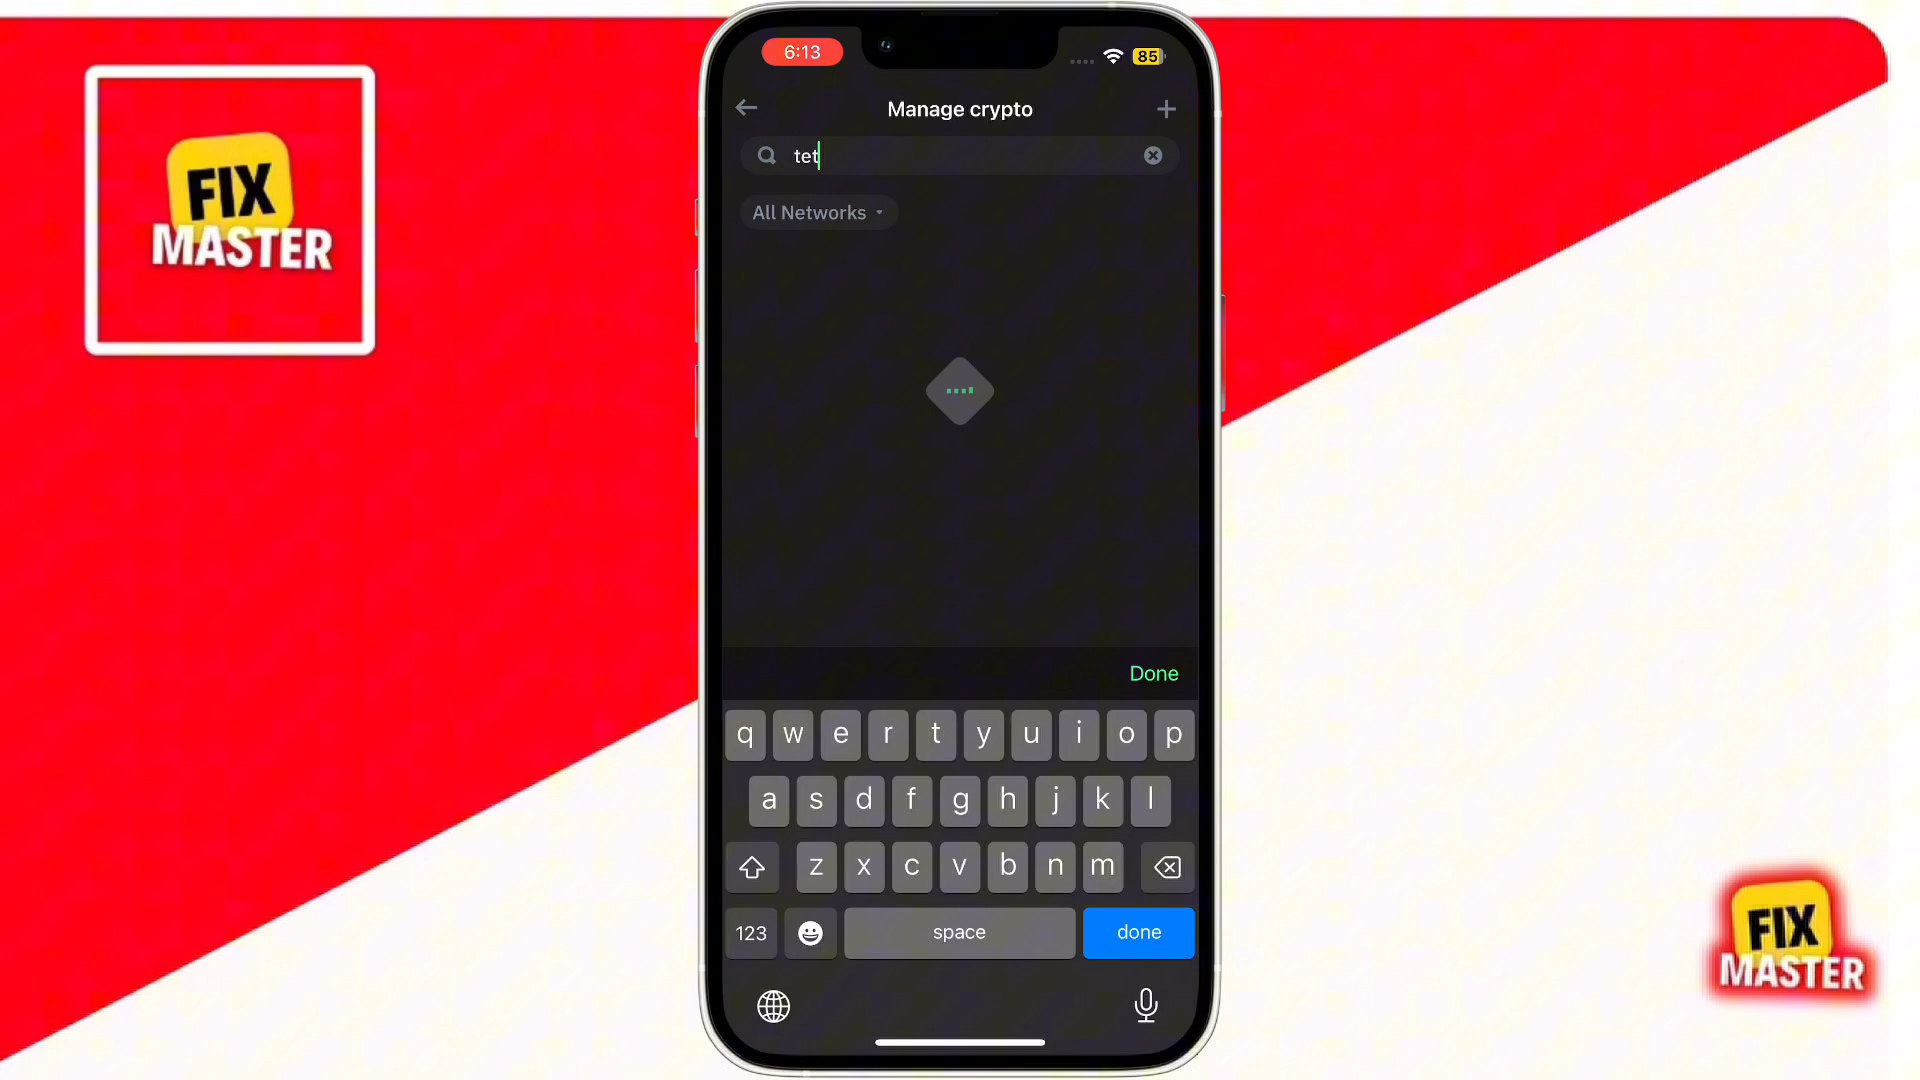 FIX
MASTER
6:13
85
Manage crypto
tet
All Networks
Done
q w e r t y u i o p
a s d f g h j k l
z x c v b n m
123
space
done
FIX
MASTER